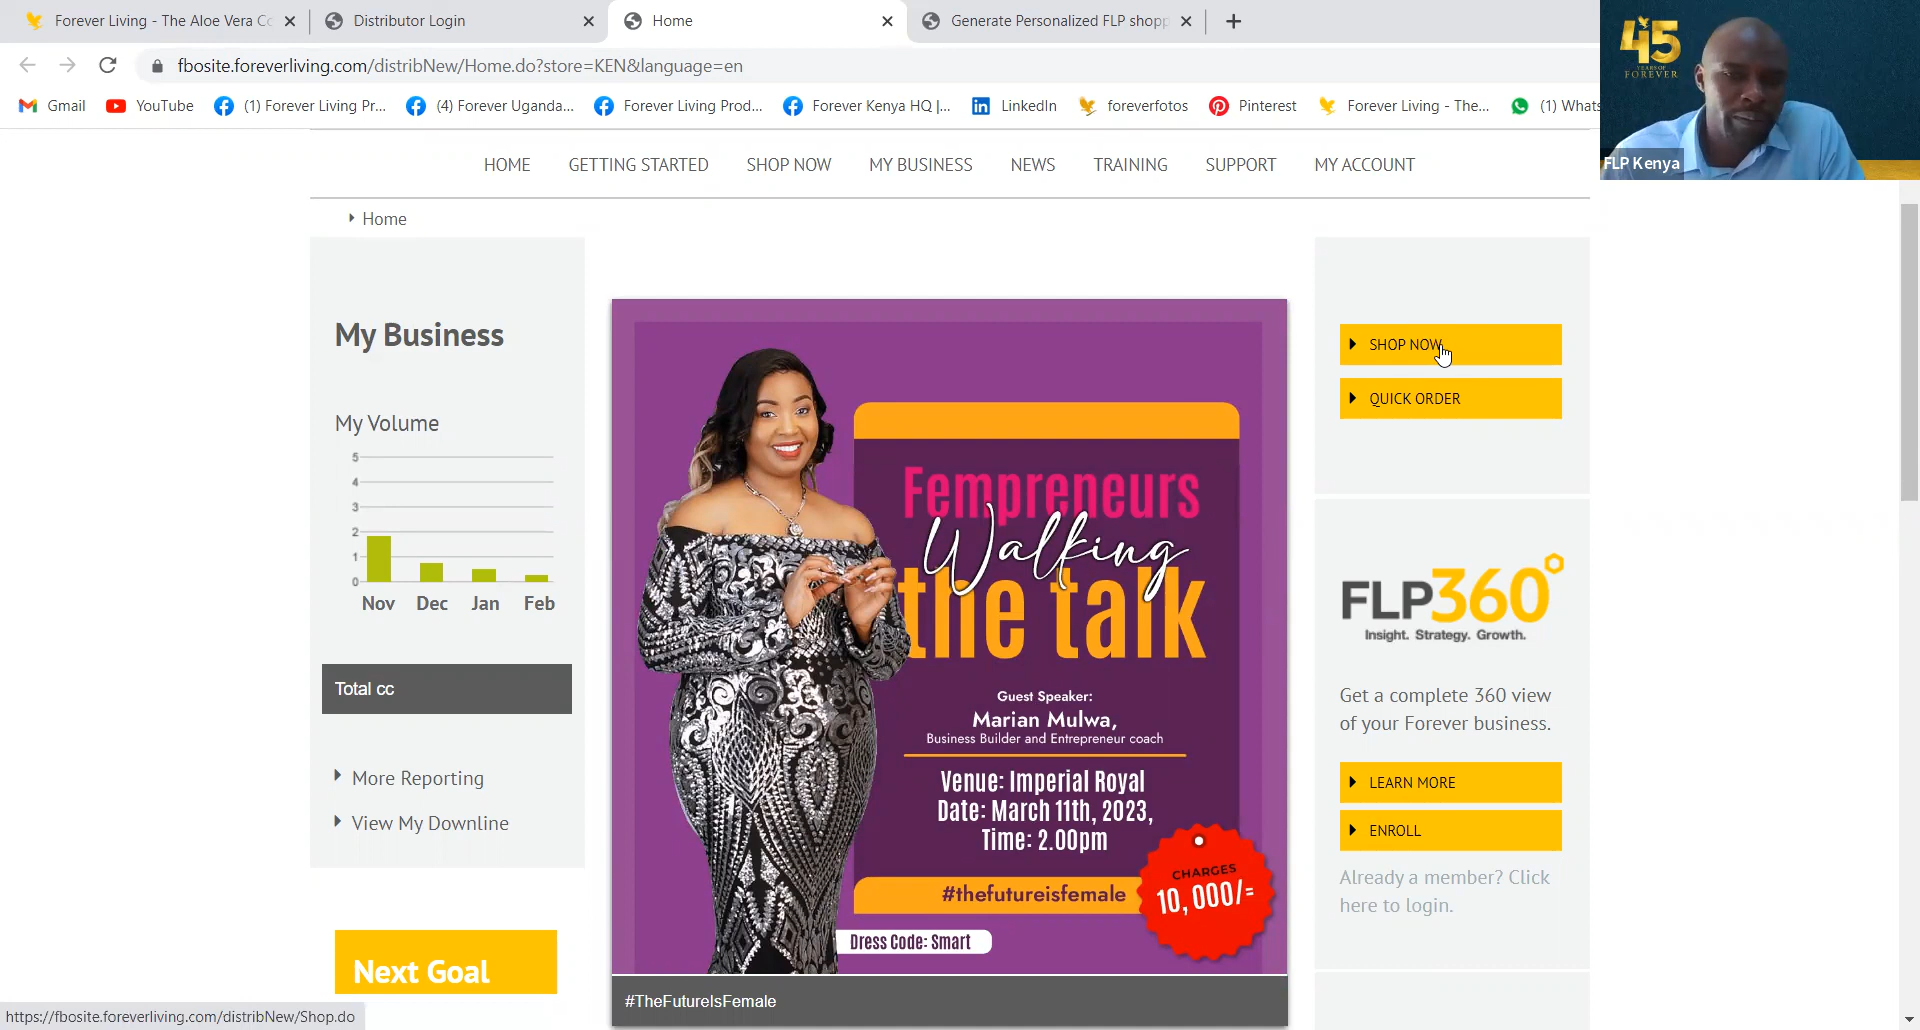 Forever Living - The Aloe Vera Co
Distributor Login
Home
Generate Personalized FLP shopp
fbosite.foreverliving.com/distribNew/Home.do?store=KEN&language=en
Gmail
YouTube
(1) Forever Living Pr...
(4) Forever Uganda...
Forever Living Prod...
Forever Kenya HQ |...
LinkedIn
foreverfotos
Pinterest
Forever Living - The...
(1) Whats
45
YEARS OF
FOREVER
FLP Kenya
HOME
GETTING STARTED
SHOP NOW
MY BUSINESS
NEWS
TRAINING
SUPPORT
MY ACCOUNT
Home
My Business
My Volume
5
4
3
2
1
0
Nov Dec Jan Feb
Total cc
More Reporting
View My Downline
Next Goal
Fempreneurs
Walking
the talk
Guest Speaker:
Marian Mulwa,
Business Builder and Entrepreneur coach
Venue: Imperial Royal
Date: March 11th, 2023,
Time: 2.00pm
#thefutureisfemale
CHARGES
10,000/=
Dress Code: Smart
#TheFutureIsFemale
SHOP NOW
QUICK ORDER
FLP360
Insight. Strategy. Growth.
Get a complete 360 view
of your Forever business.
LEARN MORE
ENROLL
Already a member? Click
here to login.
https://fbosite.foreverliving.com/distribNew/Shop.do